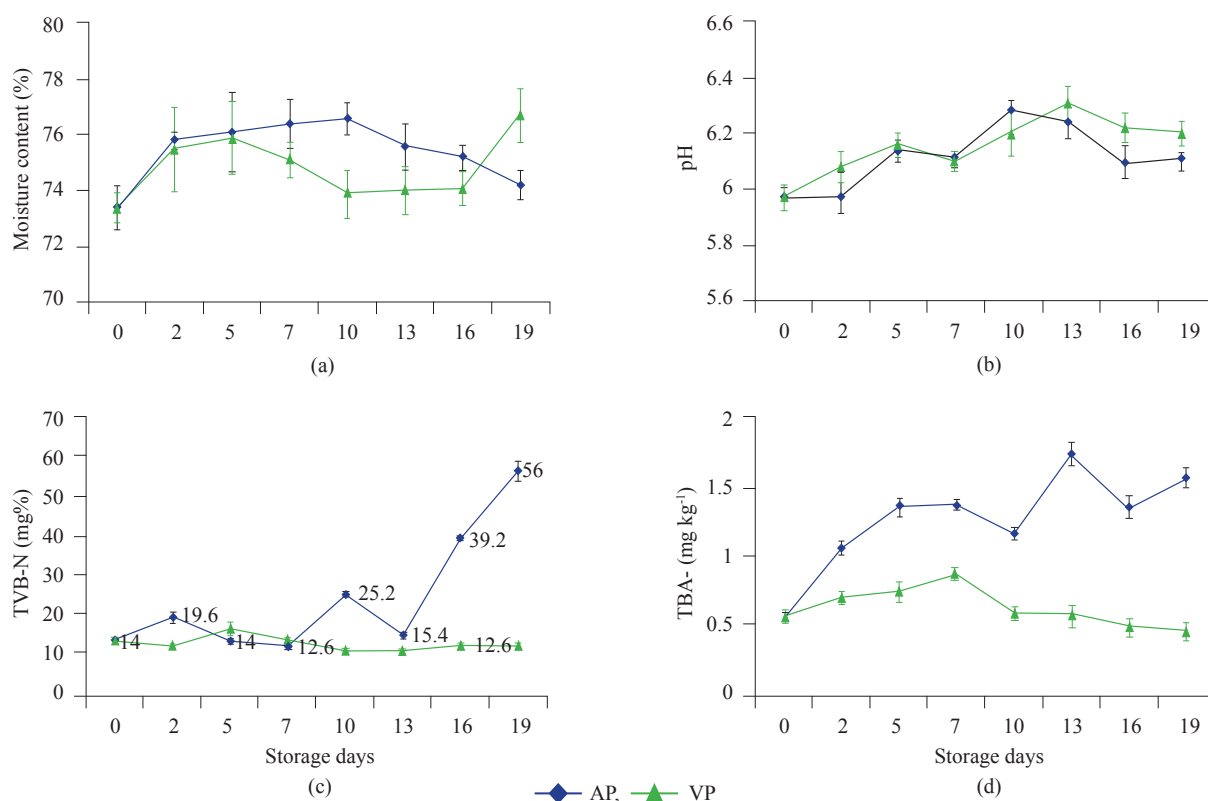 80
78
76
74
72
70
Moisture content (%)
0 2 5 7 10 13 16 19
(a)
6.6
6.4
6.2
6
5.8
5.6
pH
0 2 5 7 10 13 16 19
(b)
70
60
50
40
30
20
10
0
TVB-N (mg%)
14 19.6 14 12.6 25.2 15.4 39.2 12.6 56
0 2 5 7 10 13 16 19
Storage days
(c)
2
1.5
1
0.5
0
TBA- (mg kg⁻¹)
0 2 5 7 10 13 16 19
Storage days
(d)
AP, VP